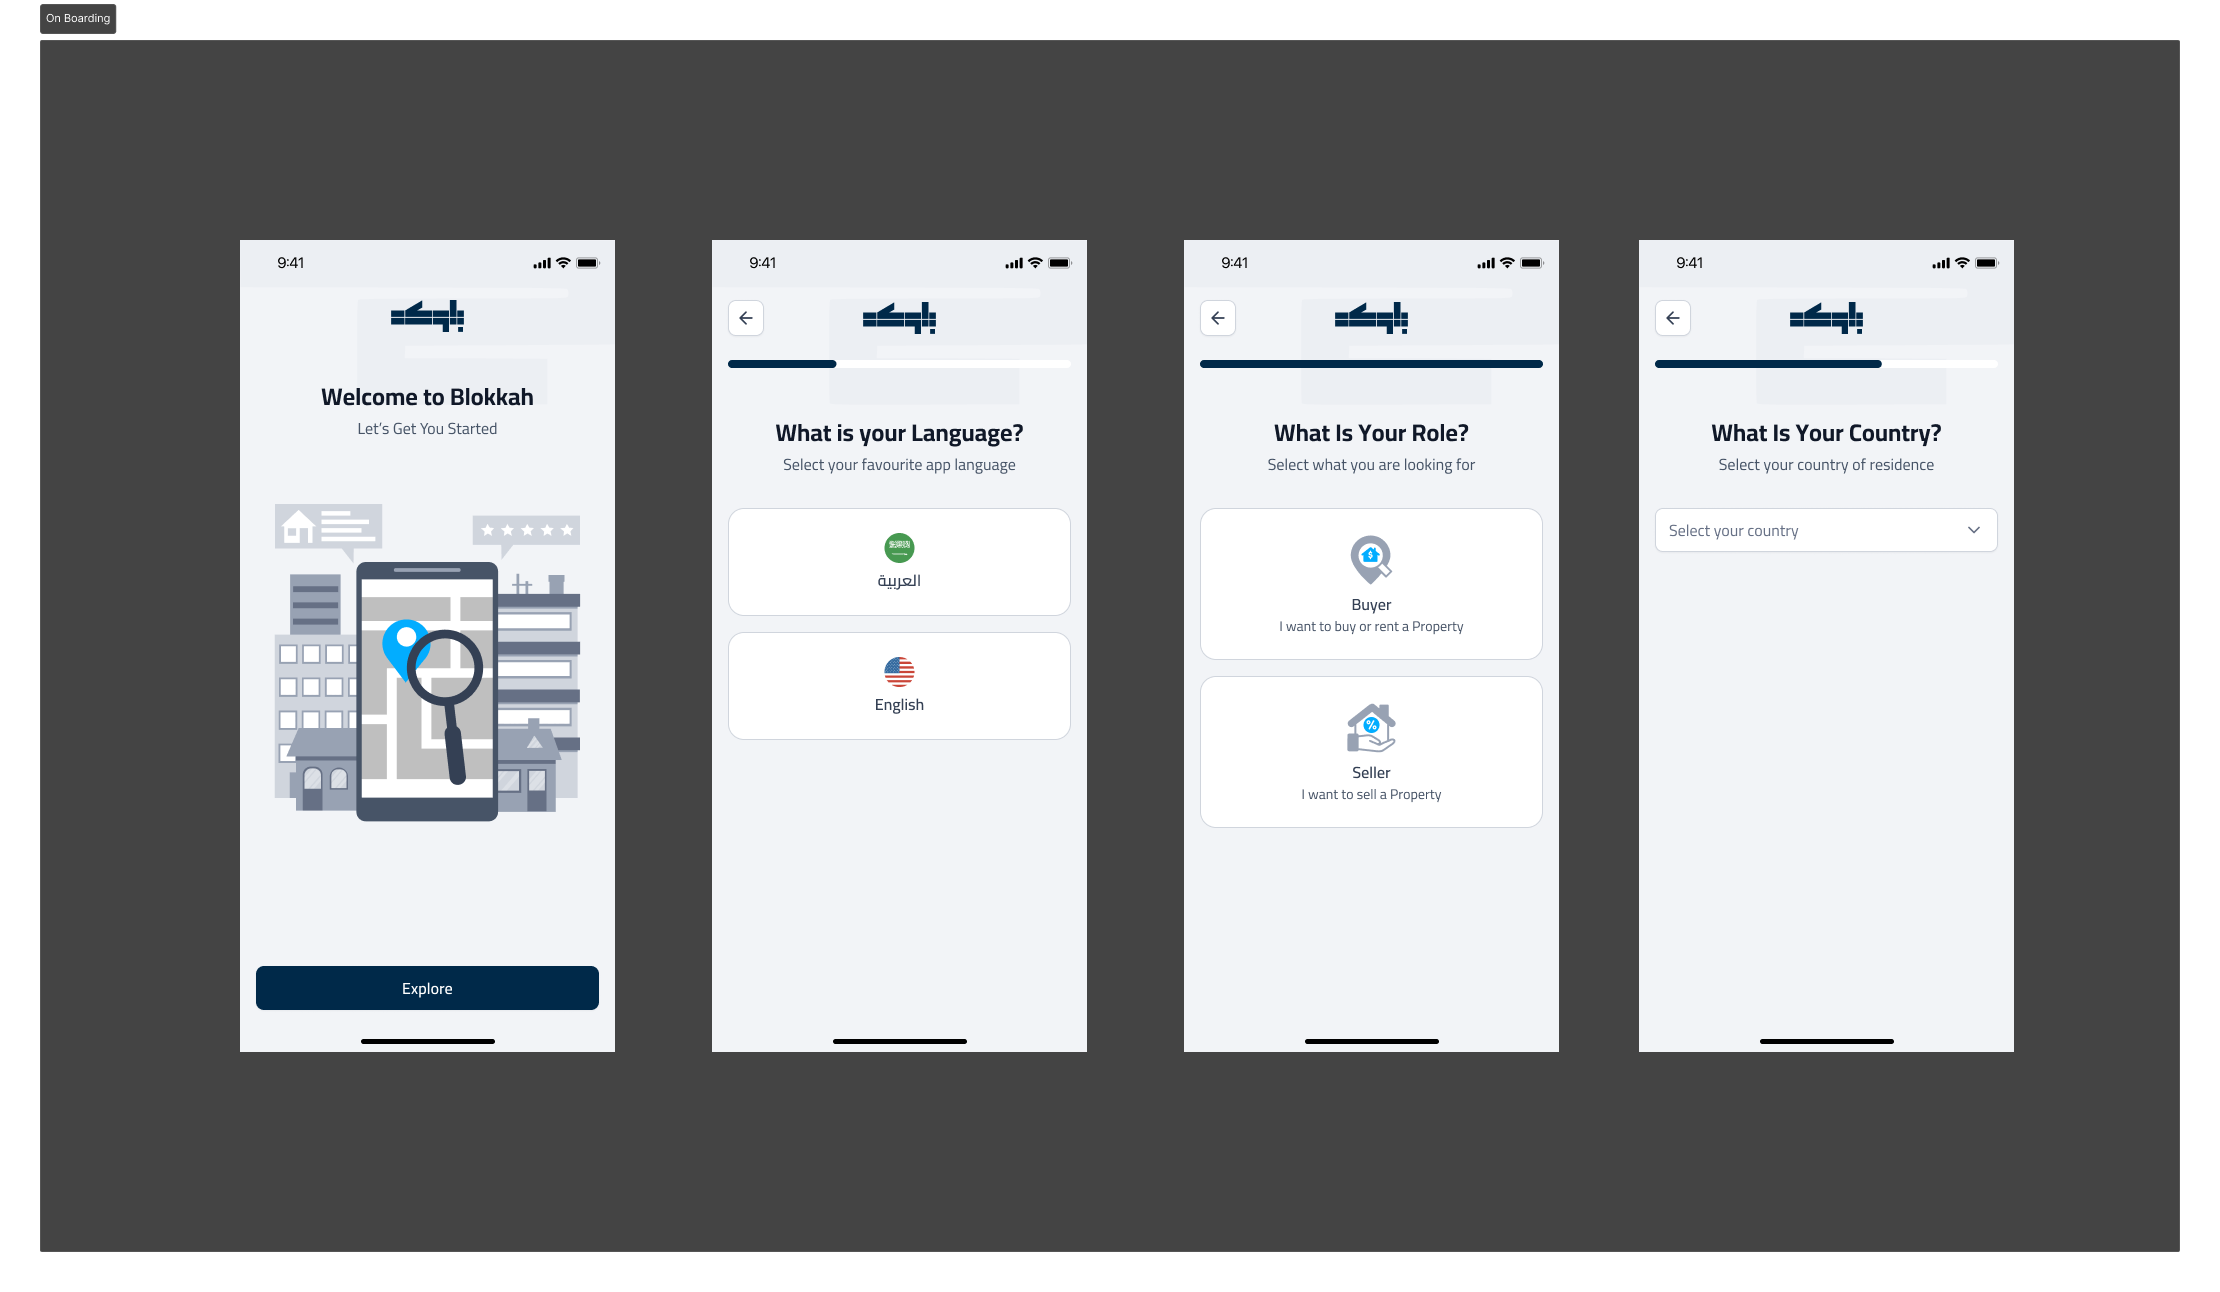 On Boarding
9:41
Welcome to Blokkah
Let's Get You Started
Explore
9:41
بلوكة
What is your Language?
Select your favourite app language
العربية
English
9:41
بلوكة
What Is Your Role?
Select what you are looking for
Buyer
I want to buy or rent a Property
Seller
I want to sell a Property
9:41
بلوكة
What Is Your Country?
Select your country of residence
Select your country